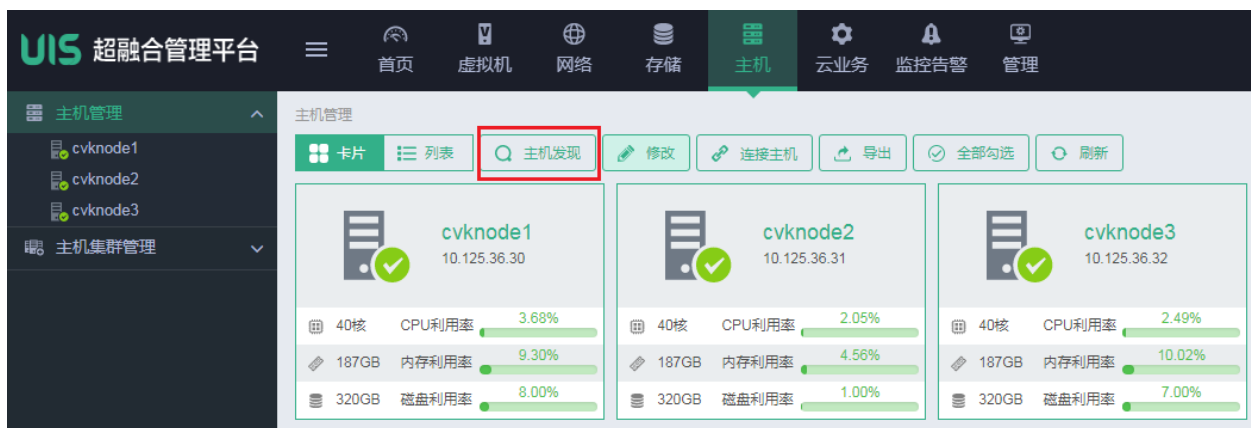 UIS 超融合管理平台
首页 虚拟机 网络 存储 主机 云业务 监控告警 管理
主机管理
cvknode1
cvknode2
cvknode3
主机集群管理
主机管理
卡片 列表 主机发现 修改 连接主机 导出 全部勾选 刷新
cvknode1
10.125.36.30
40核 CPU利用率 3.68%
187GB 内存利用率 9.30%
320GB 磁盘利用率 8.00%
cvknode2
10.125.36.31
40核 CPU利用率 2.05%
187GB 内存利用率 4.56%
320GB 磁盘利用率 1.00%
cvknode3
10.125.36.32
40核 CPU利用率 2.49%
187GB 内存利用率 10.02%
320GB 磁盘利用率 7.00%